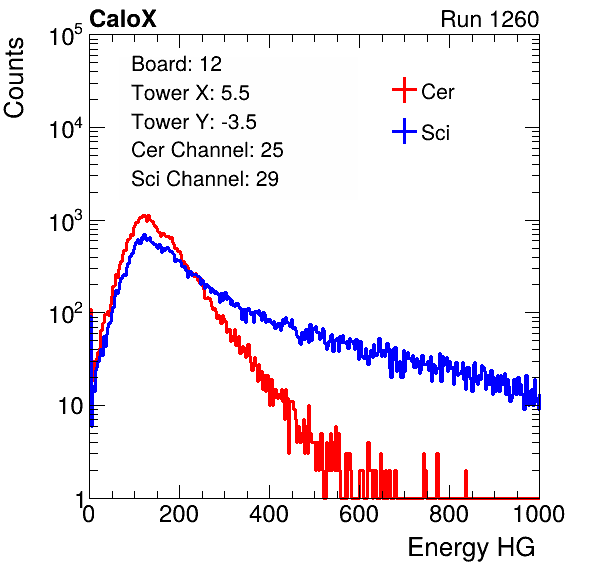 CaloX Run 1260
Counts
10^5
10^4
10^3
10^2
10
1
Board: 12
Tower X: 5.5
Tower Y: -3.5
Cer Channel: 25
Sci Channel: 29
Cer
Sci
0 200 400 600 800 1000
Energy HG